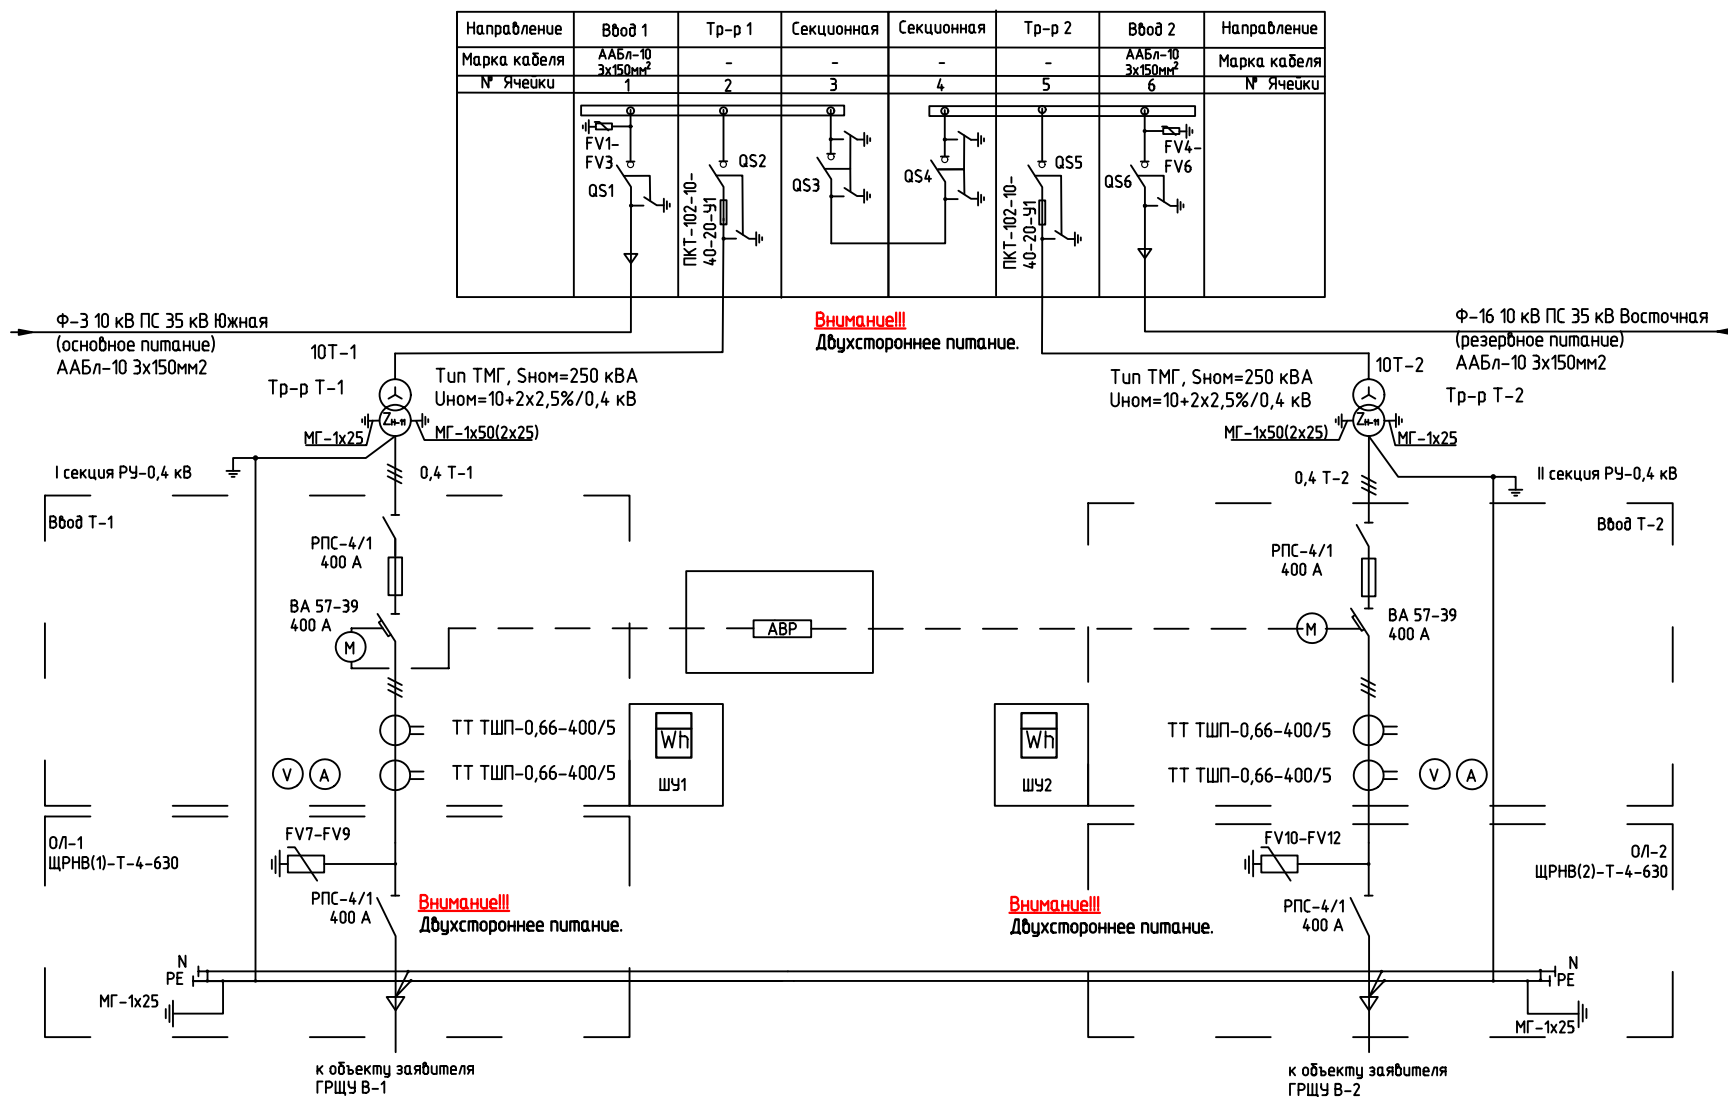 Направление Ввод 1 Тр-р 1 Секционная Секционная Тр-р 2 Ввод 2 Направление
Марка кабеля ААБл-10 3х150мм² - - - - ААБл-10 3х150мм² Марка кабеля
№ Ячейки 1 2 3 4 5 6 № Ячейки
FV1-
FV3
QS1
QS2
ПКТ-102-10-
40-20-У1
QS3
QS4
QS5
ПКТ-102-10-
40-20-У1
FV4-
FV6
QS6
Ф-3 10 кВ ПС 35 кВ Южная
(основное питание)
ААБл-10 3х150мм2
Внимание!!!
Двухстороннее питание.
Ф-16 10 кВ ПС 35 кВ Восточная
(резервное питание)
ААБл-10 3х150мм2
10Т-1
Тр-р Т-1
Тип ТМГ, Sном=250 кВА
Uном=10+2х2,5%/0,4 кВ
Zн-11
МГ-1х25
МГ-1х50(2х25)
Тип ТМГ, Sном=250 кВА
Uном=10+2х2,5%/0,4 кВ
10Т-2
Тр-р Т-2
Zн-11
МГ-1х50(2х25)
МГ-1х25
I секция РУ-0,4 кВ
0,4 Т-1
0,4 Т-2
II секция РУ-0,4 кВ
Ввод Т-1
РПС-4/1
400 А
ВА 57-39
400 А
М
АВР
Ввод Т-2
РПС-4/1
400 А
М
ВА 57-39
400 А
ТТ ТШП-0,66-400/5
ТТ ТШП-0,66-400/5
V A
Wh
ШУ1
Wh
ШУ2
ТТ ТШП-0,66-400/5
ТТ ТШП-0,66-400/5
V A
ОЛ-1
ЩРНВ(1)-Т-4-630
FV7-FV9
РПС-4/1
400 А
Внимание!!!
Двухстороннее питание.
FV10-FV12
ОЛ-2
ЩРНВ(2)-Т-4-630
РПС-4/1
400 А
Внимание!!!
Двухстороннее питание.
N
PE
МГ-1х25
N
PE
МГ-1х25
к объекту заявителя
ГРЩУ В-1
к объекту заявителя
ГРЩУ В-2